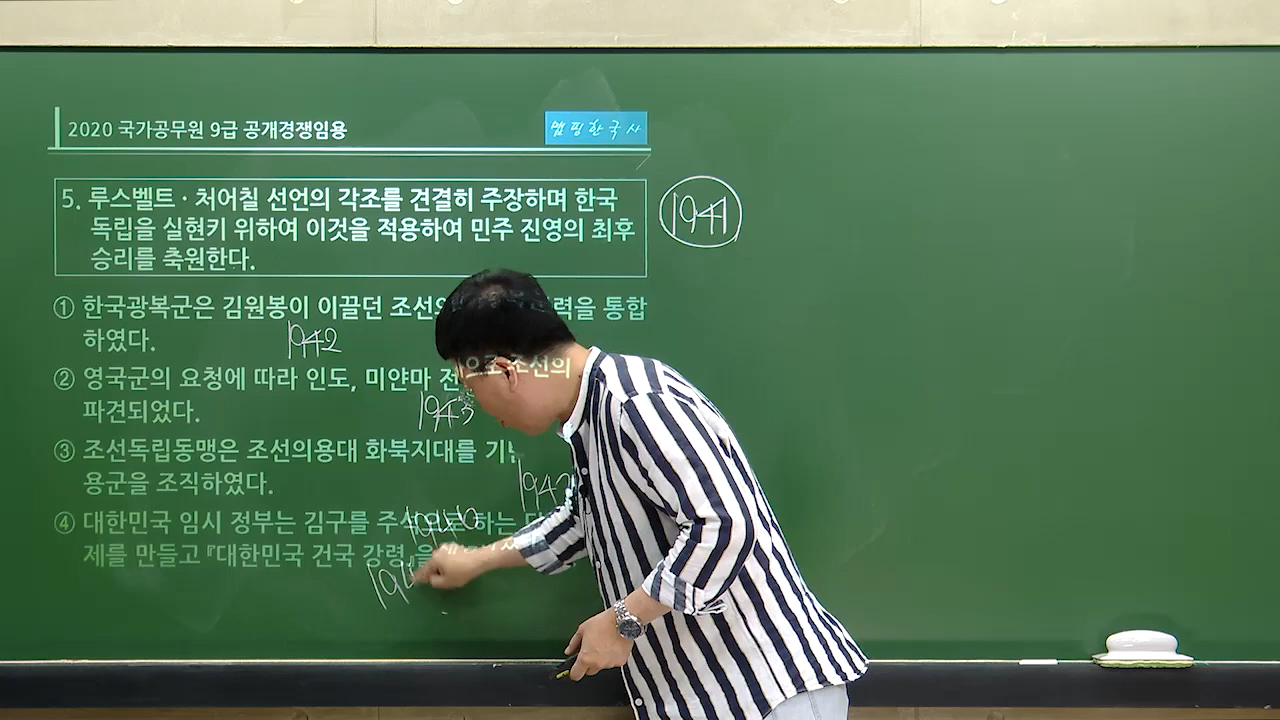 2020 국가공무원 9급 공개경쟁임용
맵핑한국사
5. 루스벨트·처어칠 선언의 각조를 견결히 주장하며 한국
독립을 실현키 위하여 이것을 적용하여 민주 진영의 최후
승리를 축원한다.
1941
① 한국광복군은 김원봉이 이끌던 조선의 력을 통합
하였다.
1942
② 영국군의 요청에 따라 인도, 미얀마 전
파견되었다.
1943
으로 조선의
③ 조선독립동맹은 조선의용대 화북지대를 기반
용군을 조직하였다.
1942
④ 대한민국 임시 정부는 김구를 주석으로 하는 단
1940
제를 만들고 『대한민국 건국 강령』을
194